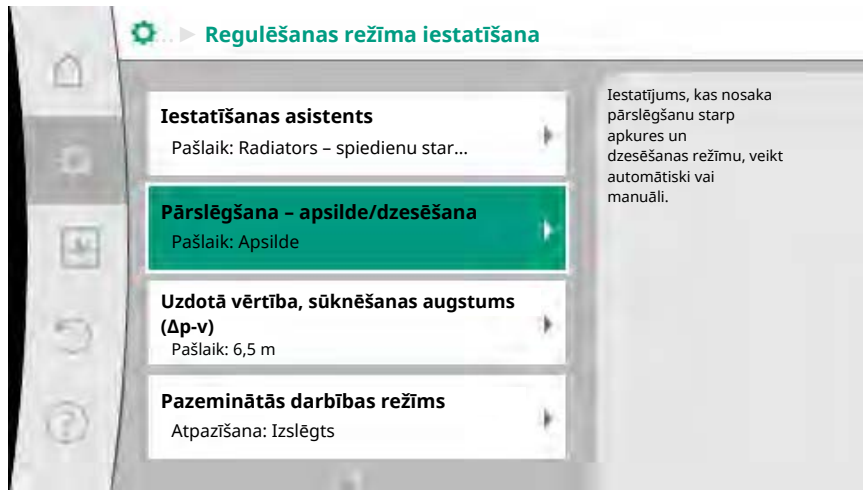 Regulēšanas režīma iestatīšana
Iestatīšanas asistents
Pašlaik: Radiators – spiedienu star...
Pārslēgšana – apsilde/dzesēšana
Pašlaik: Apsilde
Uzdotā vērtība, sūknēšanas augstums
(Δp-v)
Pašlaik: 6,5 m
Pazeminātās darbības režīms
Atpazīšana: Izslēgts
Iestatījums, kas nosaka
pārslēgšanu starp
apkures un
dzesēšanas režīmu, veikt
automātiski vai
manuāli.